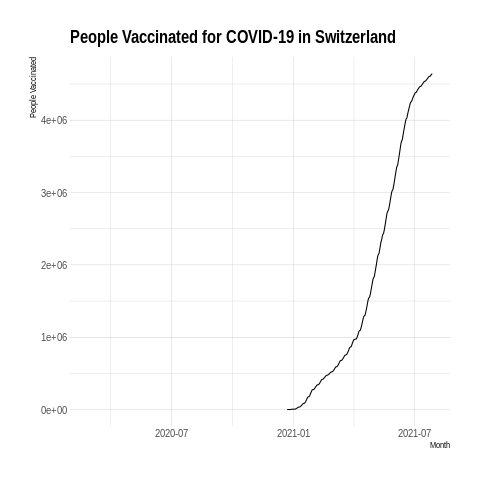 People Vaccinated for COVID-19 in Switzerland
People Vaccinated
4e+06
3e+06
2e+06
1e+06
0e+00
2020-07
2021-01
2021-07
Month